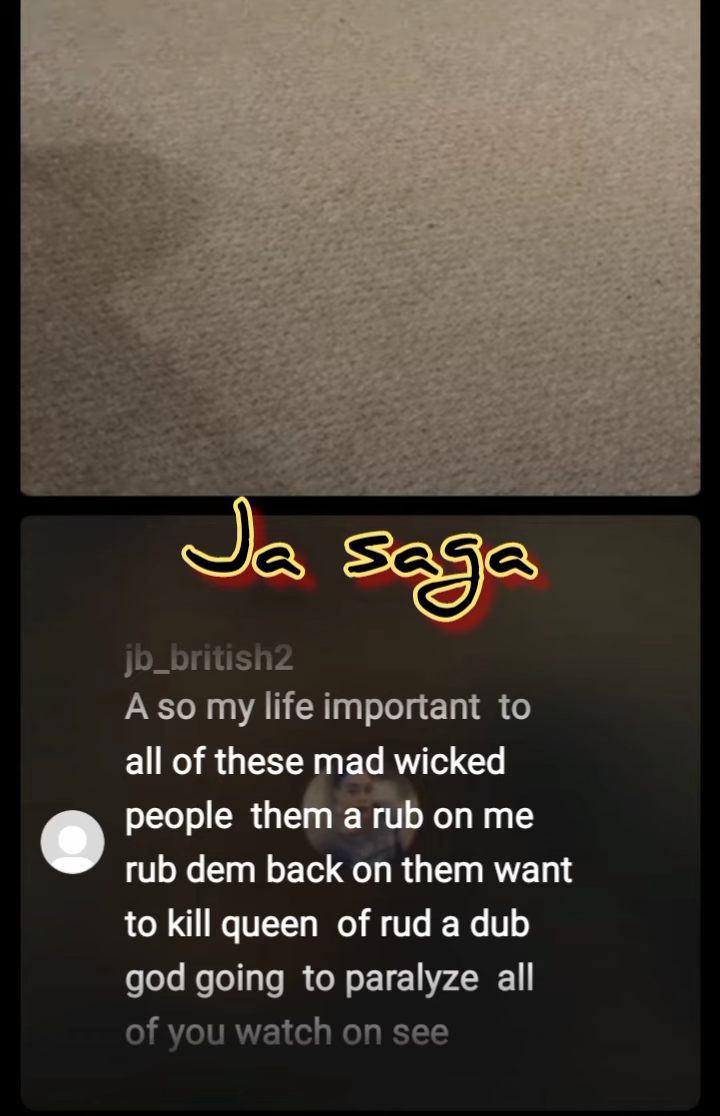 Ja saga
jb_british2
A so my life important  to
all of these mad wicked
people  them a rub on me
rub dem back on them want
to kill queen  of rud a dub
god going  to paralyze  all
of you watch on see